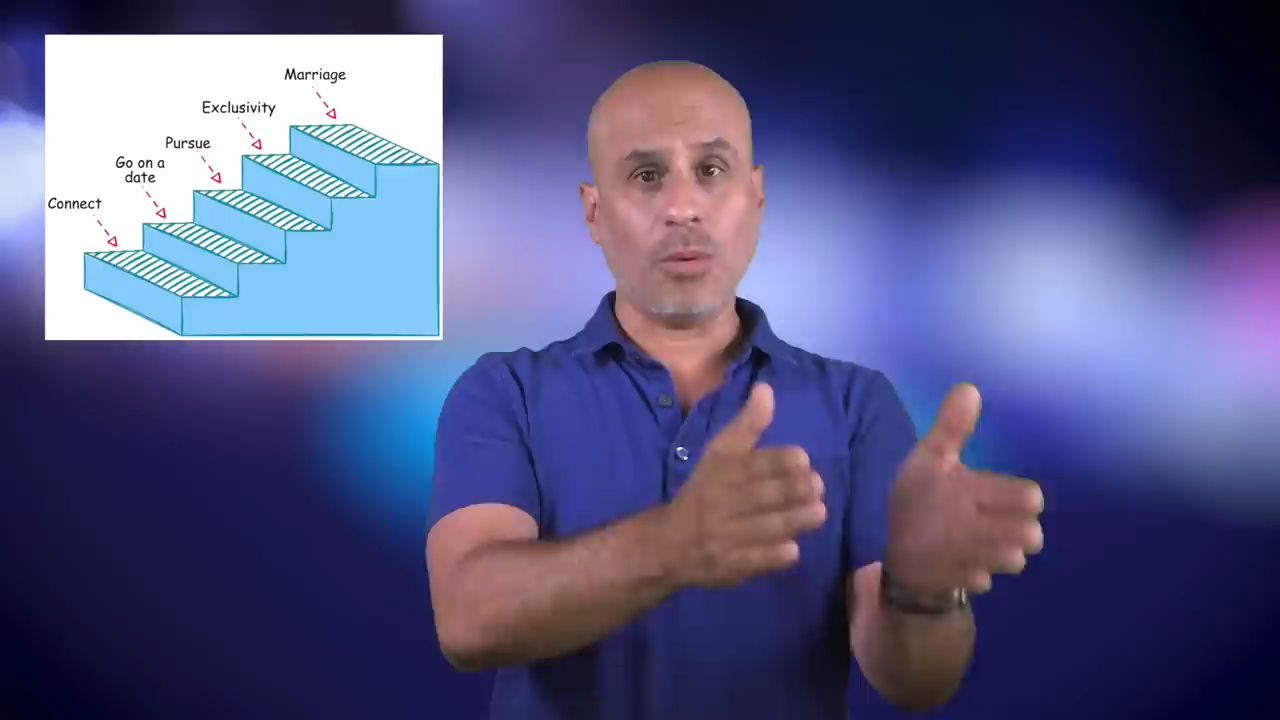 Marriage
Exclusivity
Pursue
Go on a
date
Connect